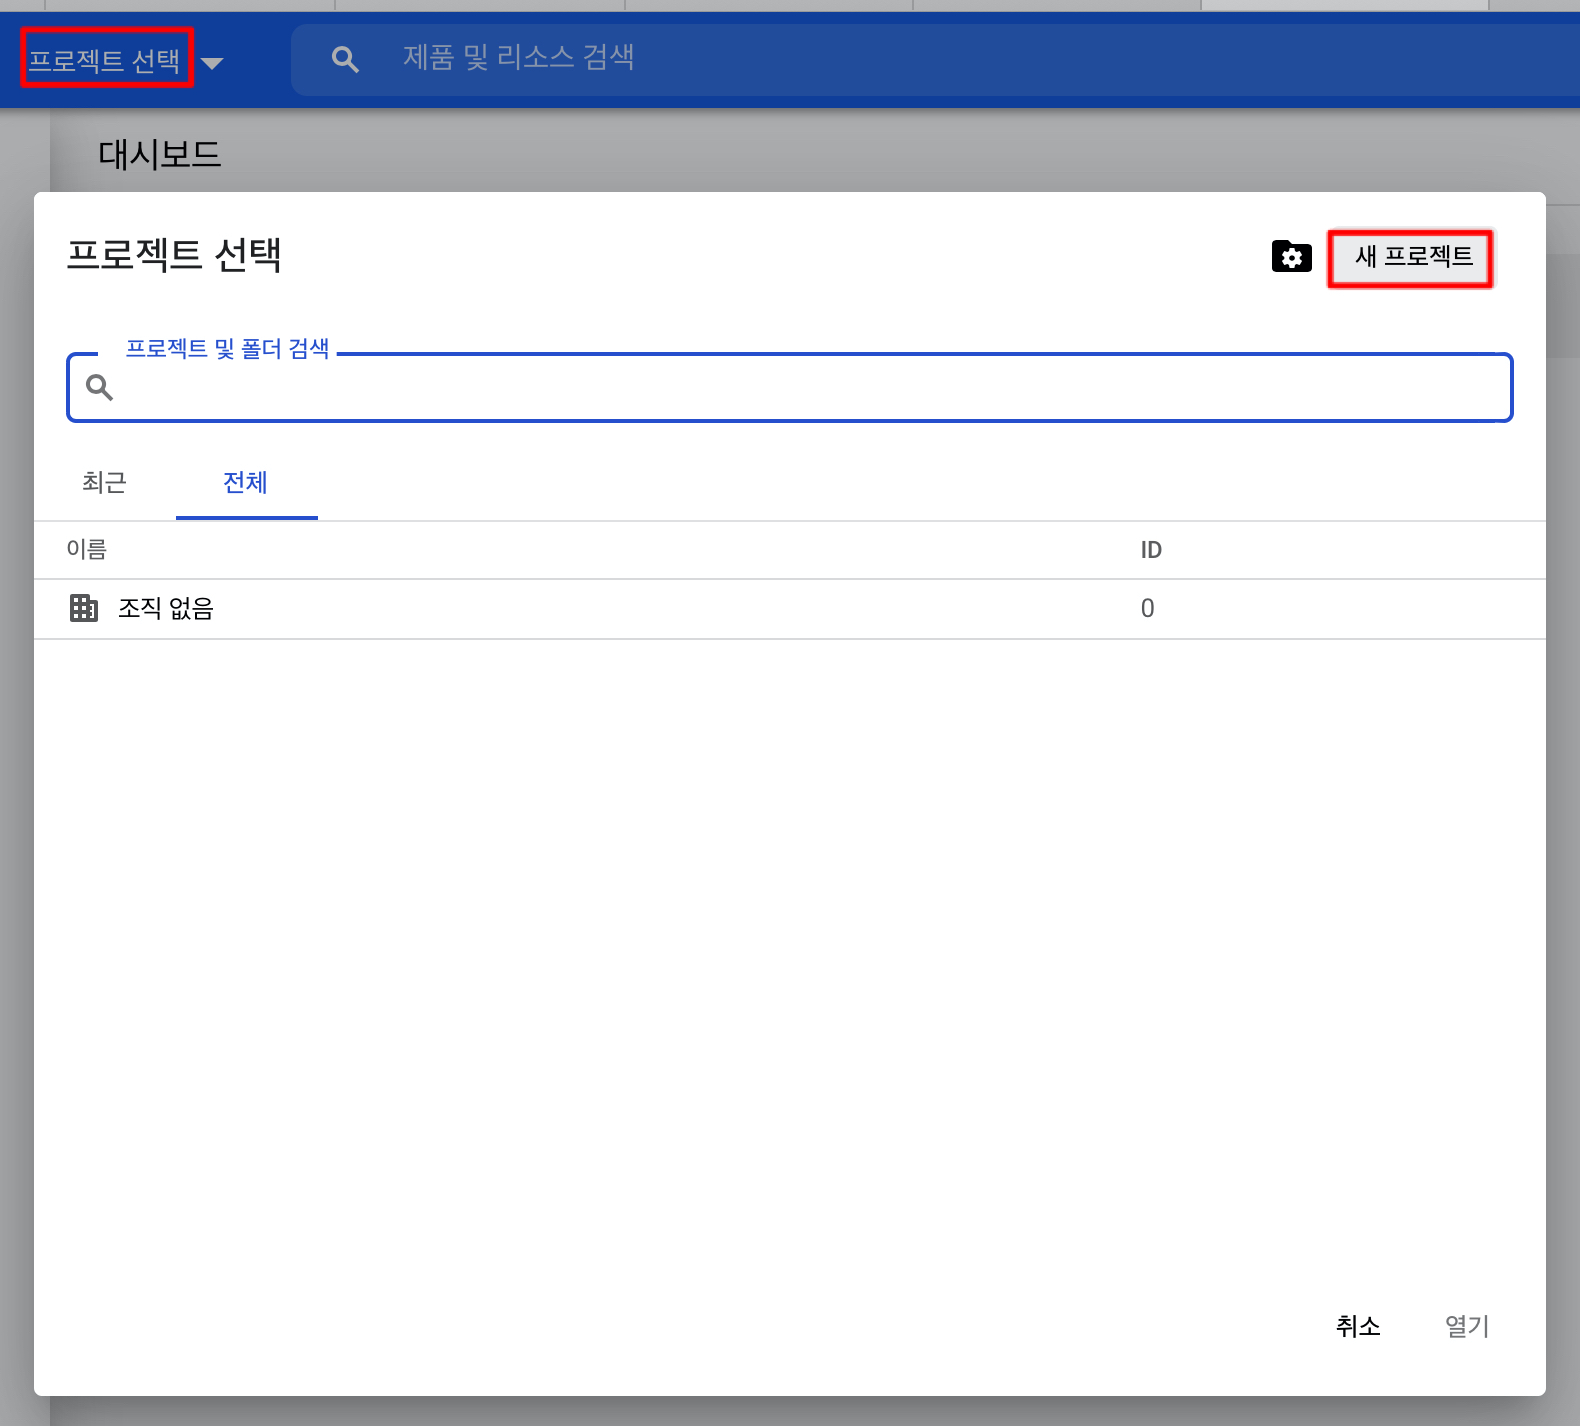 프로젝트 선택
제품 및 리소스 검색
대시보드
프로젝트 선택
새 프로젝트
프로젝트 및 폴더 검색
최근 전체
이름 ID
조직 없음 0
취소 열기